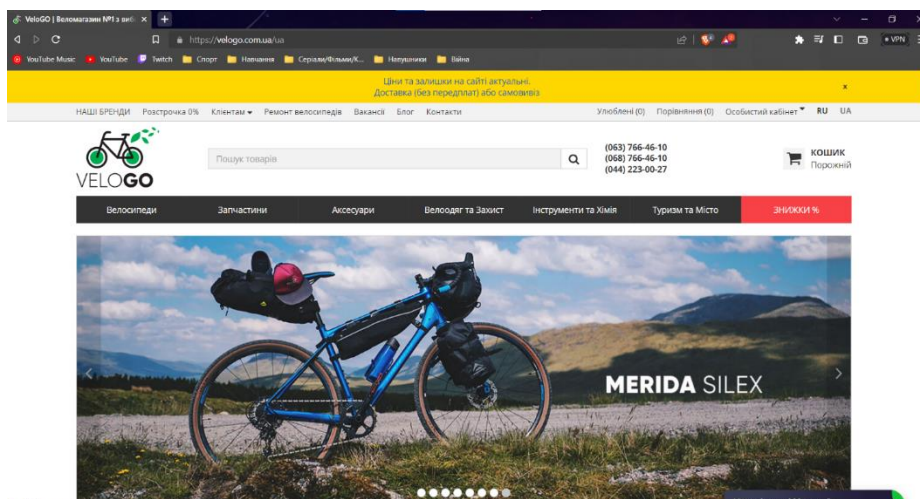 VeloGO | Веломагазин №1 з виб
https://velogo.com.ua/ua
VPN
YouTube Music YouTube Twitch Спорт Навчання Серіали/Фільми/К... Навушники Війна
Ціни та залишки на сайті актуальні.
Доставка (без передплат) або самовивіз
x
НАШІ БРЕНДИ Розстрочка 0% Клієнтам Ремонт велосипедів Вакансії Блог Контакти Улюблені (0) Порівняння (0) Особистий кабінет RU UA
VELOGO
Пошук товарів
(063) 766-46-10
(068) 766-46-10
(044) 223-00-27
КОШИК
Порожній
Велосипеди Запчастини Аксесуари Велоодяг та Захист Інструменти та Хімія Туризм та Місто ЗНИЖКИ %
MERIDA SILEX